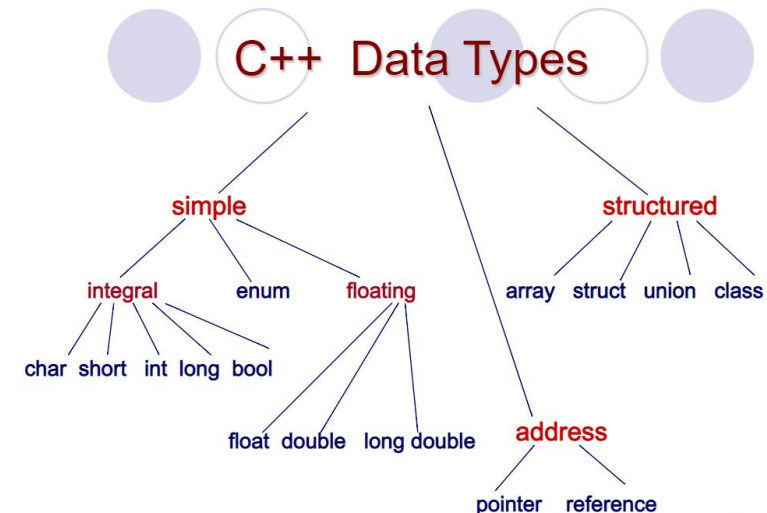 C++ Data Types
simple structured
integral enum floating array struct union class
char short int long bool
float double long double address
pointer reference